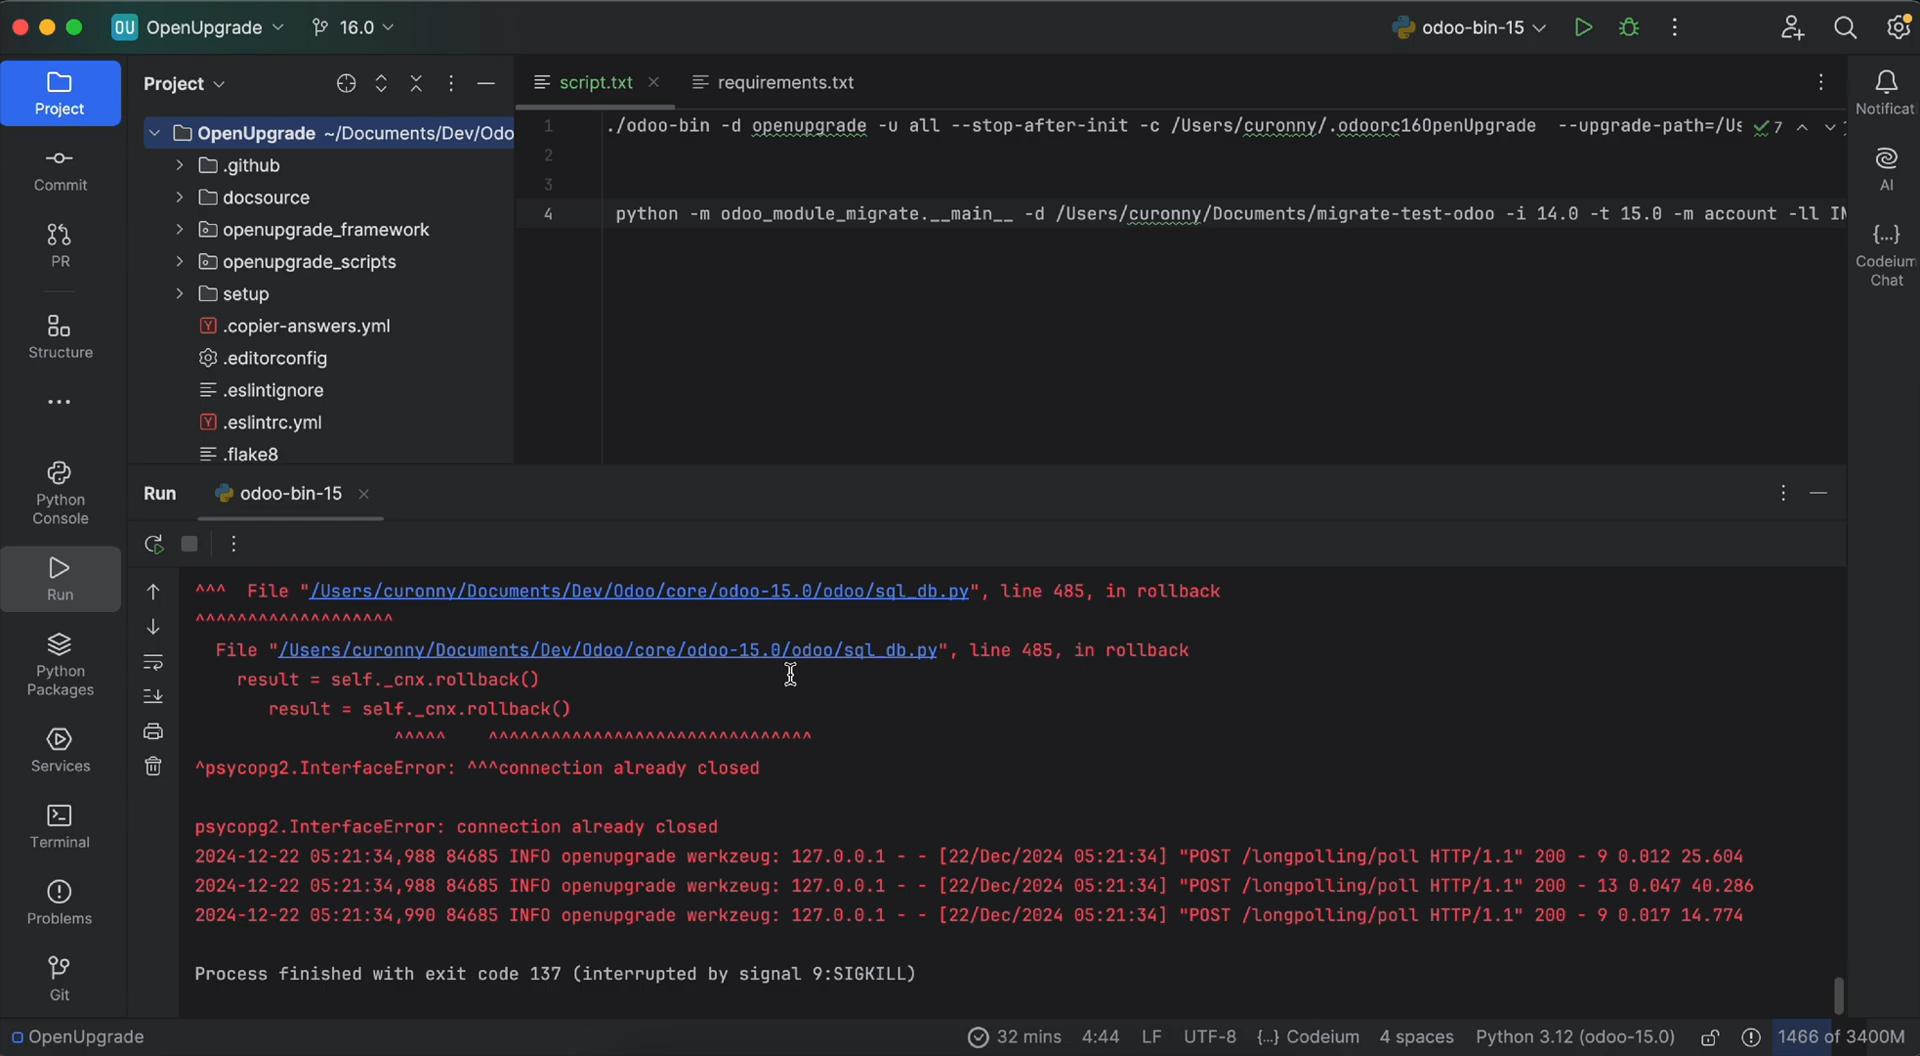 OU OpenUpgrade 16.0 odoo-bin-15
Project
Commit
PR
Structure
Python Console
Run
Python Packages
Services
Terminal
Problems
Git
Project
OpenUpgrade ~/Documents/Dev/Odo
.github
docsource
openupgrade_framework
openupgrade_scripts
setup
.copier-answers.yml
.editorconfig
.eslintignore
.eslintrc.yml
.flake8
script.txt requirements.txt
1 ./odoo-bin -d openupgrade -u all --stop-after-init -c /Users/curonny/.odoorc16OpenUpgrade --upgrade-path=/Us 7
2
3
4 python -m odoo_module_migrate.__main__ -d /Users/curonny/Documents/migrate-test-odoo -i 14.0 -t 15.0 -m account -ll IN
Notificat
AI
{...}
Codeium Chat
Run odoo-bin-15
^^^ File "/Users/curonny/Documents/Dev/Odoo/core/odoo-15.0/odoo/sql_db.py", line 485, in rollback
^^^^^^^^^^^^^^^^^^^
File "/Users/curonny/Documents/Dev/Odoo/core/odoo-15.0/odoo/sql_db.py", line 485, in rollback
result = self._cnx.rollback()
result = self._cnx.rollback()
^^^^^ ^^^^^^^^^^^^^^^^^^^^^^^^^^^^^^^
^psycopg2.InterfaceError: ^^^connection already closed
psycopg2.InterfaceError: connection already closed
2024-12-22 05:21:34,988 84685 INFO openupgrade werkzeug: 127.0.0.1 - - [22/Dec/2024 05:21:34] "POST /longpolling/poll HTTP/1.1" 200 - 9 0.012 25.604
2024-12-22 05:21:34,988 84685 INFO openupgrade werkzeug: 127.0.0.1 - - [22/Dec/2024 05:21:34] "POST /longpolling/poll HTTP/1.1" 200 - 13 0.047 40.286
2024-12-22 05:21:34,990 84685 INFO openupgrade werkzeug: 127.0.0.1 - - [22/Dec/2024 05:21:34] "POST /longpolling/poll HTTP/1.1" 200 - 9 0.017 14.774
Process finished with exit code 137 (interrupted by signal 9:SIGKILL)
OpenUpgrade 32 mins 4:44 LF UTF-8 {...} Codeium 4 spaces Python 3.12 (odoo-15.0) 1466 of 3400M